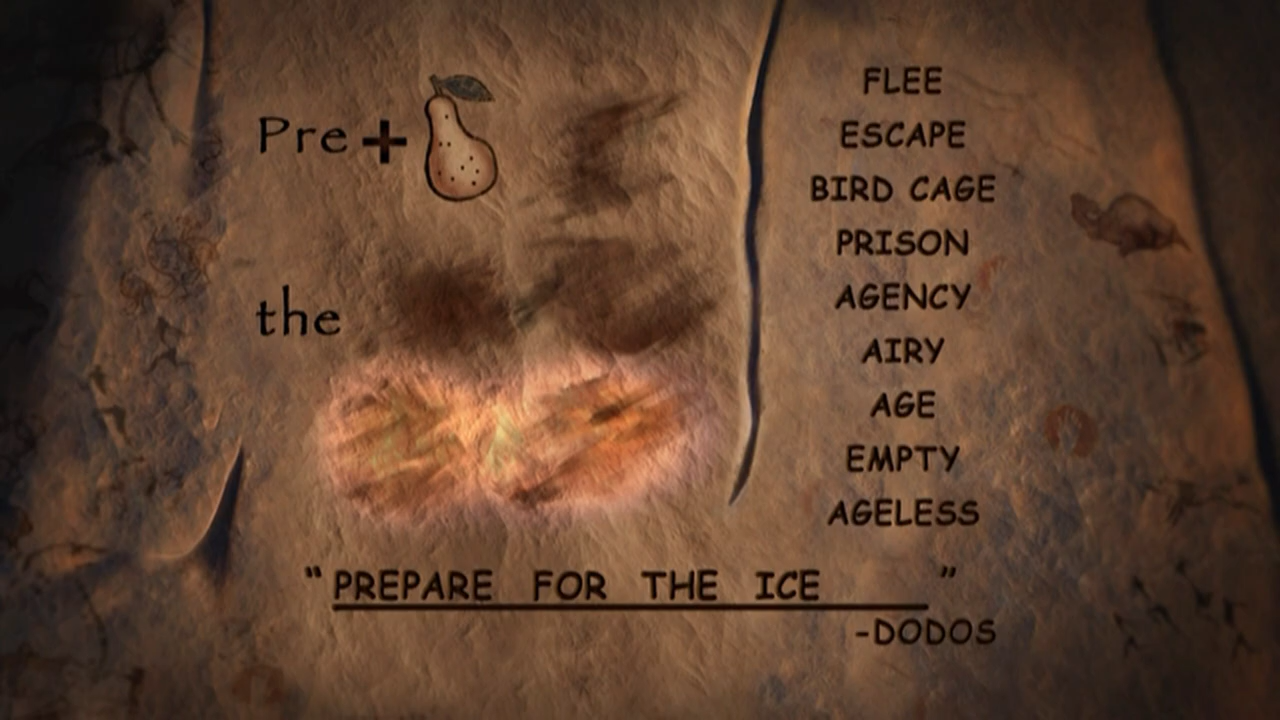 Pre +
the
FLEE
ESCAPE
BIRD CAGE
PRISON
AGENCY
AIRY
AGE
EMPTY
AGELESS
“PREPARE FOR THE ICE ”
-DODOS